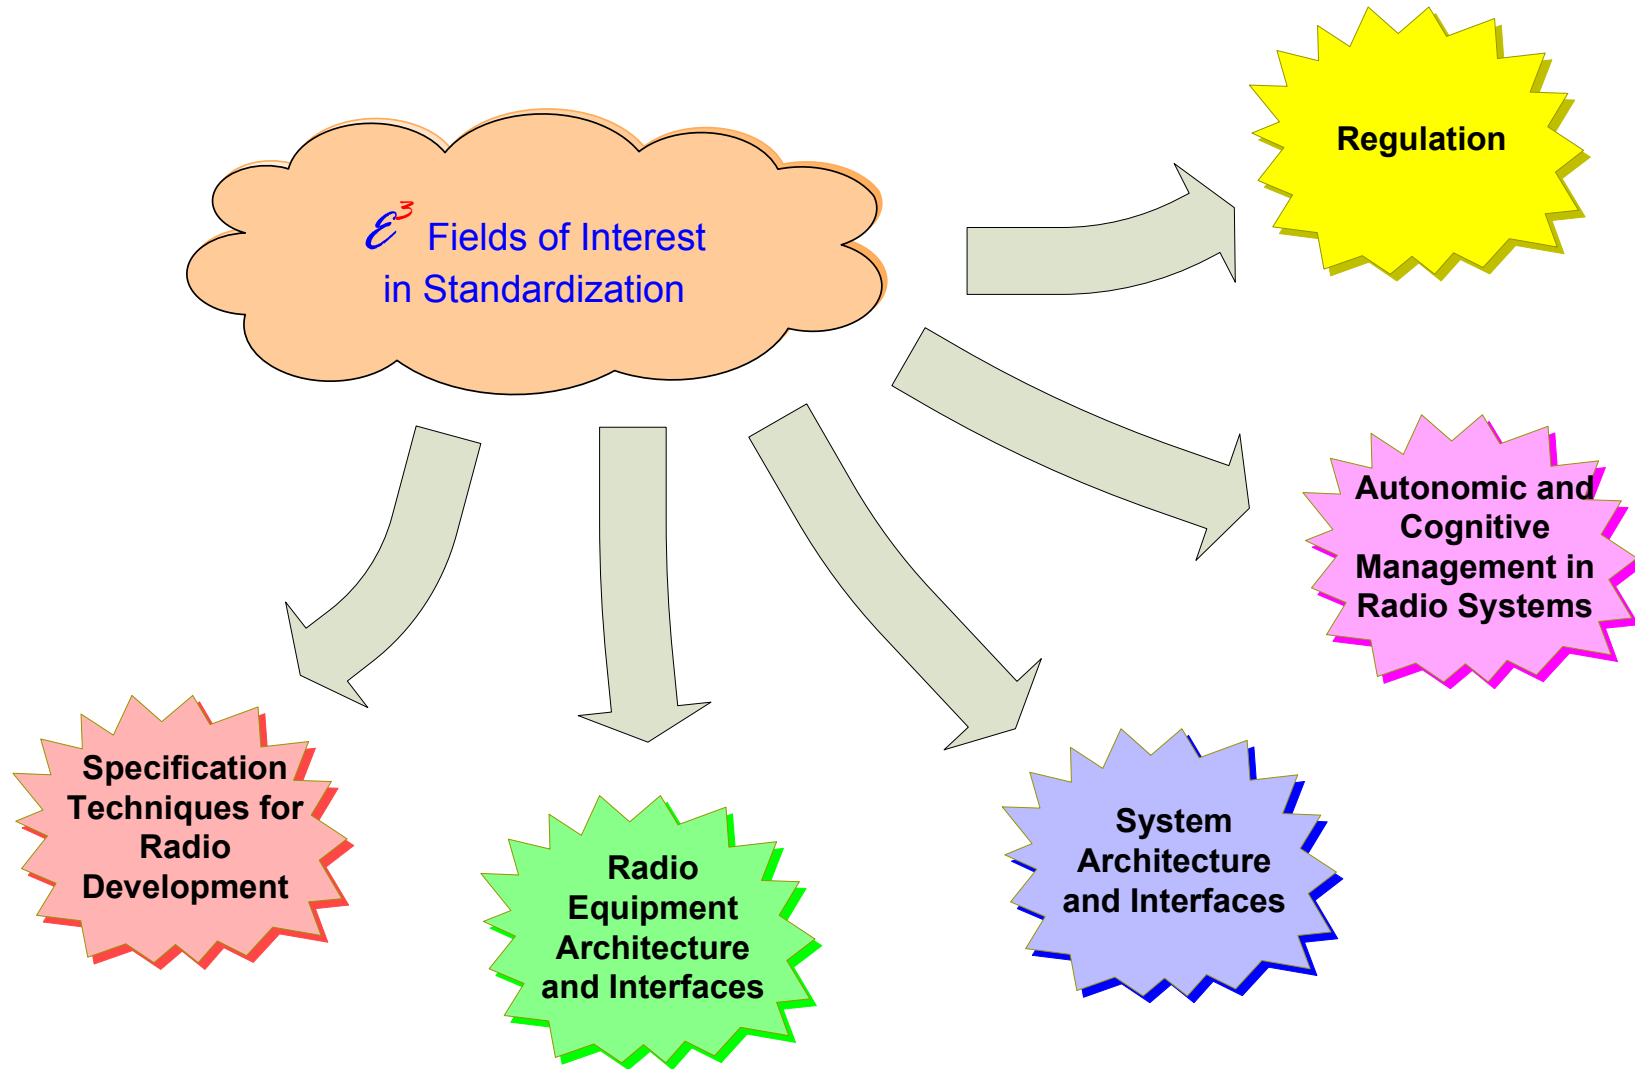 ℰ³ Fields of Interest
in Standardization
Regulation
Autonomic and
Cognitive
Management in
Radio Systems
System
Architecture
and Interfaces
Radio
Equipment
Architecture
and Interfaces
Specification
Techniques for
Radio
Development